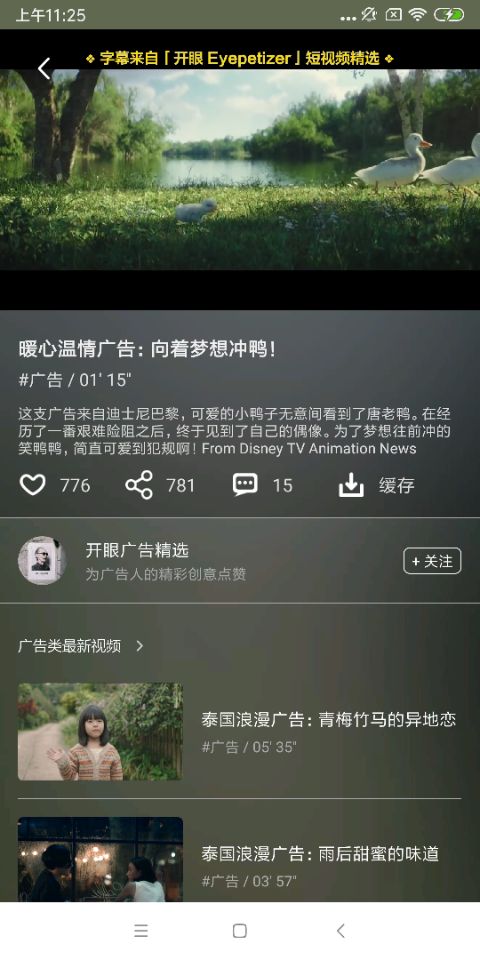 上午11:25
❖ 字幕来自「开眼 Eyepetizer」短视频精选 ❖
暖心温情广告：向着梦想冲鸭！
#广告 / 01' 15"
这支广告来自迪士尼巴黎，可爱的小鸭子无意间看到了唐老鸭。在经
历了一番艰难险阻之后，终于见到了自己的偶像。为了梦想往前冲的
笑鸭鸭，简直可爱到犯规啊！From Disney TV Animation News
776 781 15 缓存
开眼广告精选
为广告人的精彩创意点赞
+ 关注
广告类最新视频 >
泰国浪漫广告：青梅竹马的异地恋
#广告 / 05' 35"
泰国浪漫广告：雨后甜蜜的味道
#广告 / 03' 57"